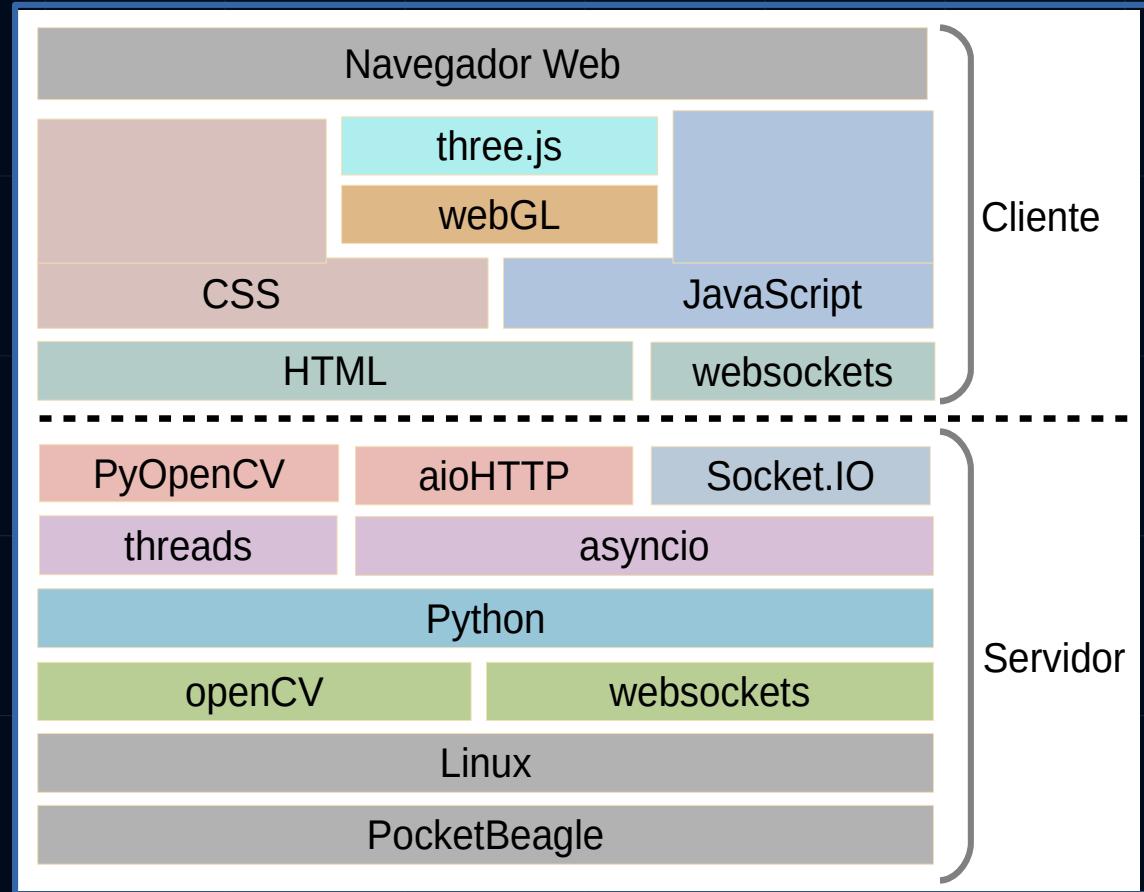 Navegador Web
three.js
webGL
Cliente
CSS
JavaScript
HTML
websockets
PyOpenCV
aioHTTP
Socket.IO
threads
asyncio
Python
Servidor
openCV
websockets
Linux
PocketBeagle